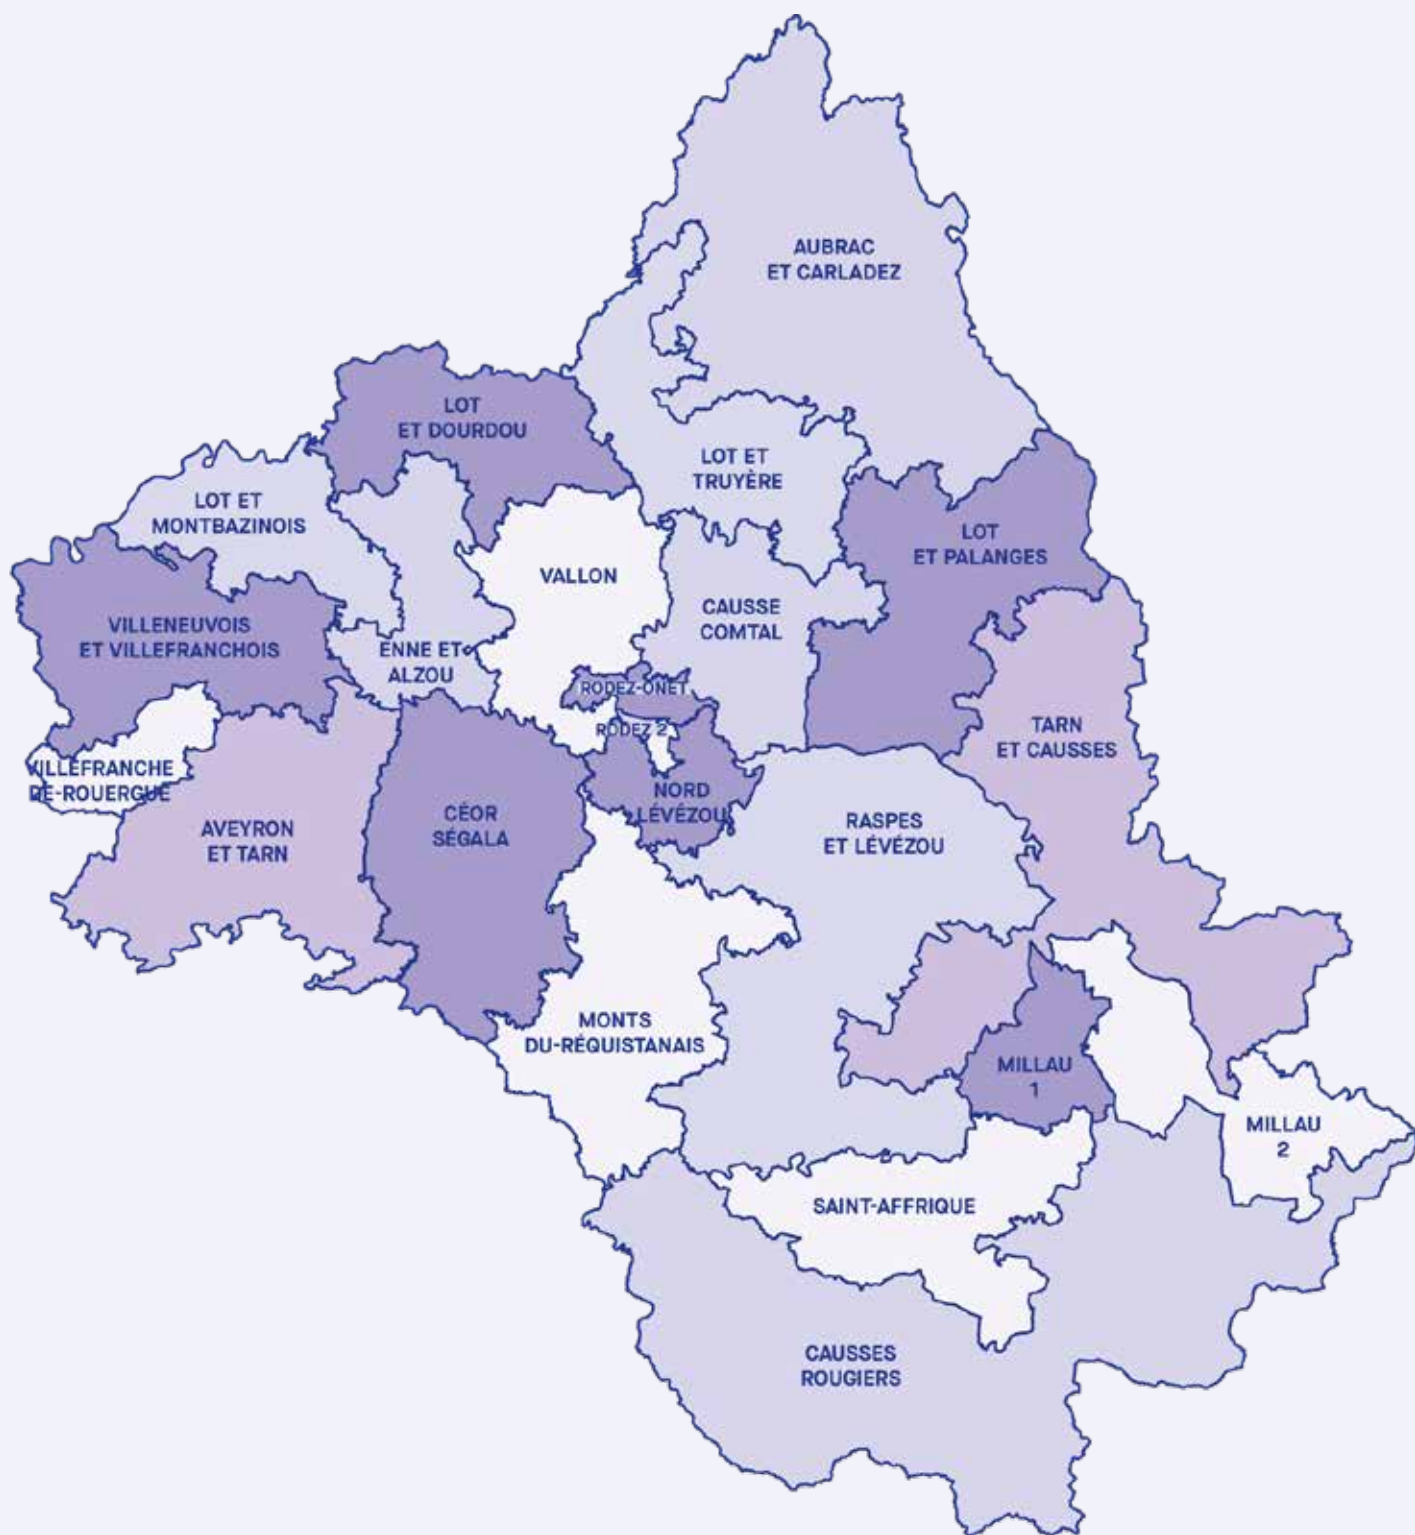 AUBRAC
ET CARLADEZ
LOT
ET DOURDOU
LOT ET
TRUYÈRE
LOT ET
MONTBAZINOIS
LOT
ET PALANGES
VALLON
CAUSSE
COMTAL
VILLENEUVOIS
ET VILLEFRANCHOIS
ENNE ET
ALZOU
RODEZ-ONET
RODEZ 2
TARN
ET CAUSSES
VILLEFRANCHE
DE-ROUERGUE
NORD
LÉVÉZOU
AVEYRON
ET TARN
CÉOR
SÉGALA
RASPES
ET LÉVÉZOU
MONTS
DU-RÉQUISTANAIS
MILLAU
1
MILLAU
2
SAINT-AFFRIQUE
CAUSSES
ROUGIERS